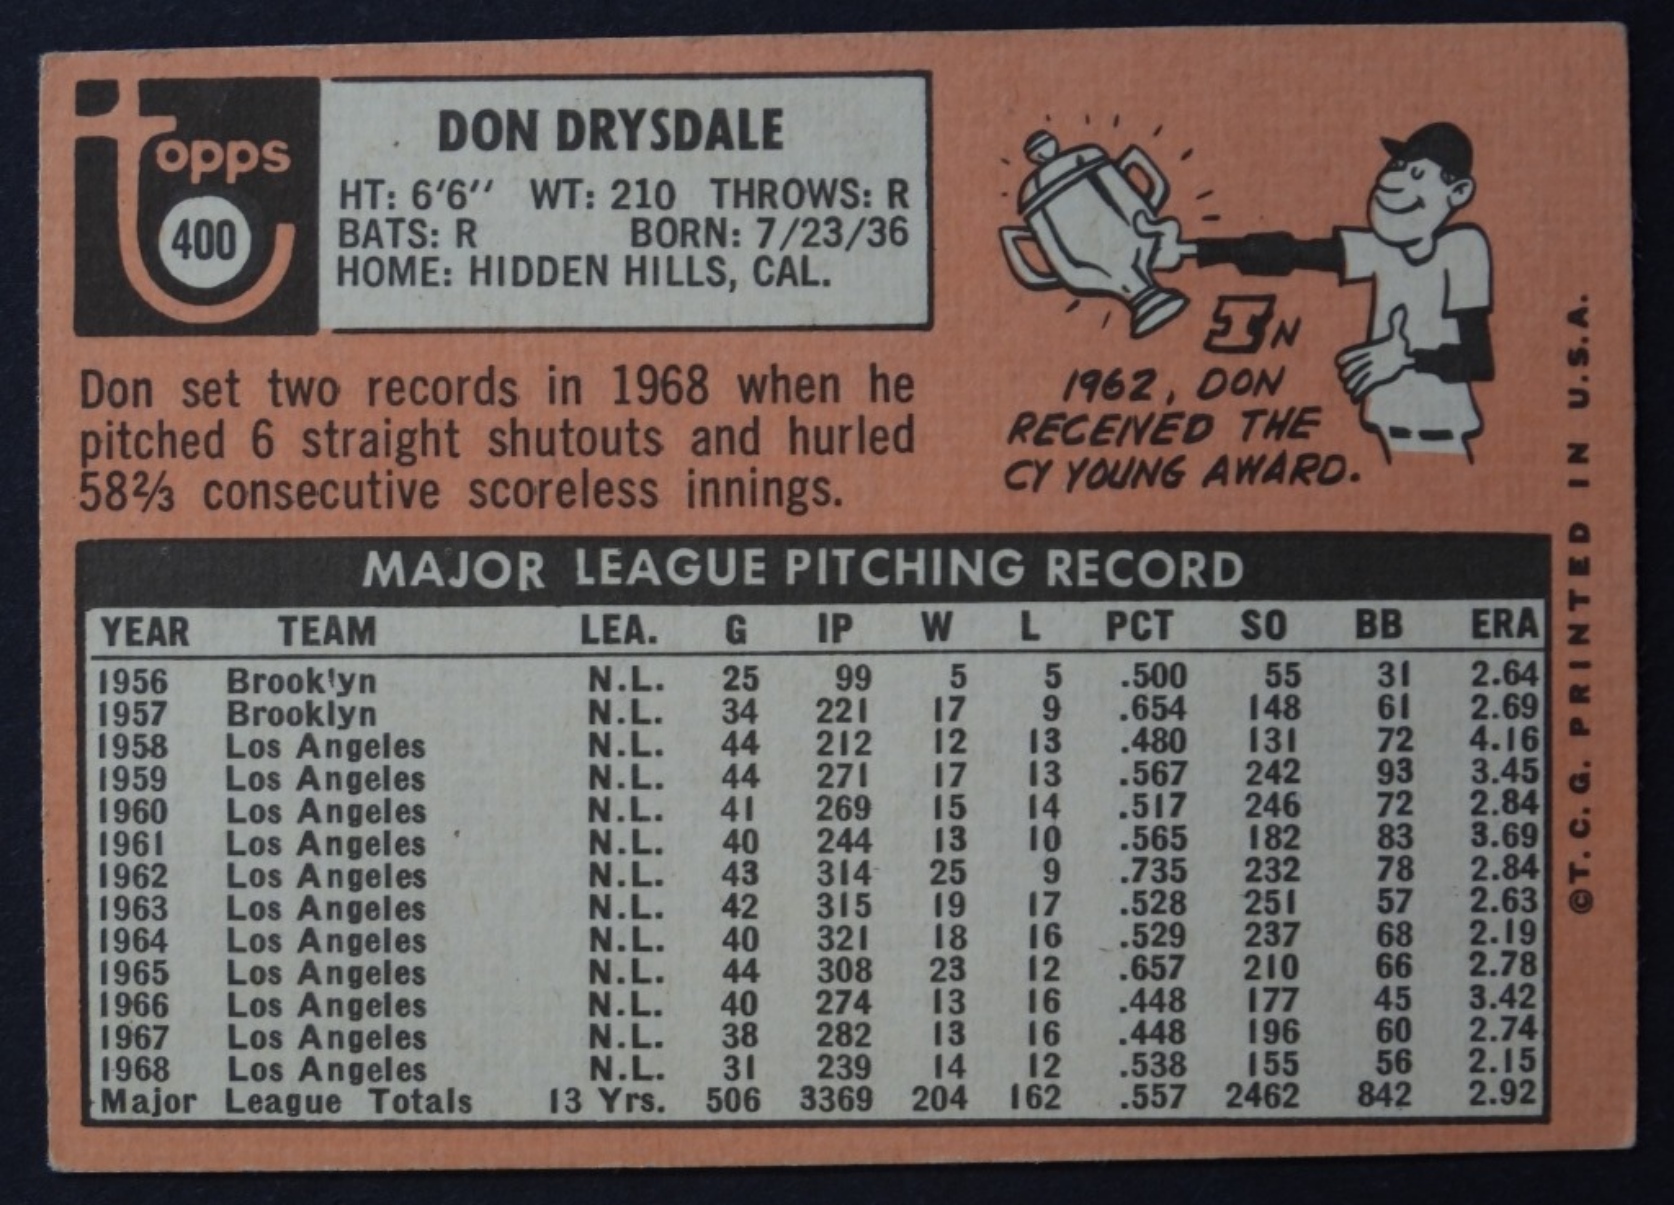 Topps
400
DON DRYSDALE
HT: 6'6'' WT: 210 THROWS: R
BATS: R BORN: 7/23/36
HOME: HIDDEN HILLS, CAL.
Don set two records in 1968 when he
pitched 6 straight shutouts and hurled
58⅔ consecutive scoreless innings.
IN
1962, DON
RECEIVED THE
CY YOUNG AWARD.
MAJOR LEAGUE PITCHING RECORD
YEAR TEAM LEA. G IP W L PCT SO BB ERA
1956 Brooklyn N.L. 25 99 5 5 .500 55 31 2.64
1957 Brooklyn N.L. 34 221 17 9 .654 148 61 2.69
1958 Los Angeles N.L. 44 212 12 13 .480 131 72 4.16
1959 Los Angeles N.L. 44 271 17 13 .567 242 93 3.45
1960 Los Angeles N.L. 41 269 15 14 .517 246 72 2.84
1961 Los Angeles N.L. 40 244 13 10 .565 182 83 3.69
1962 Los Angeles N.L. 43 314 25 9 .735 232 78 2.84
1963 Los Angeles N.L. 42 315 19 17 .528 251 57 2.63
1964 Los Angeles N.L. 40 321 18 16 .529 237 68 2.19
1965 Los Angeles N.L. 44 308 23 12 .657 210 66 2.78
1966 Los Angeles N.L. 40 274 13 16 .448 177 45 3.42
1967 Los Angeles N.L. 38 282 13 16 .448 196 60 2.74
1968 Los Angeles N.L. 31 239 14 12 .538 155 56 2.15
Major League Totals 13 Yrs. 506 3369 204 162 .557 2462 842 2.92
©T. C. G. PRINTED IN U.S.A.